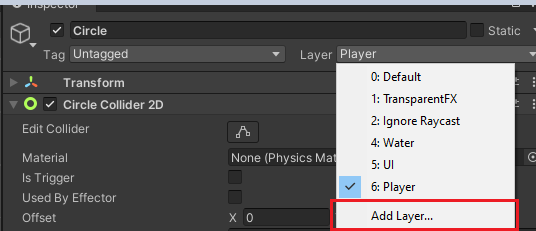 Inspector
Circle
Static
Tag Untagged
Layer Player
Transform
Circle Collider 2D
Edit Collider
Material
None (Physics Mat
Is Trigger
Used By Effector
Offset
X 0
0: Default
1: TransparentFX
2: Ignore Raycast
4: Water
5: UI
6: Player
Add Layer...